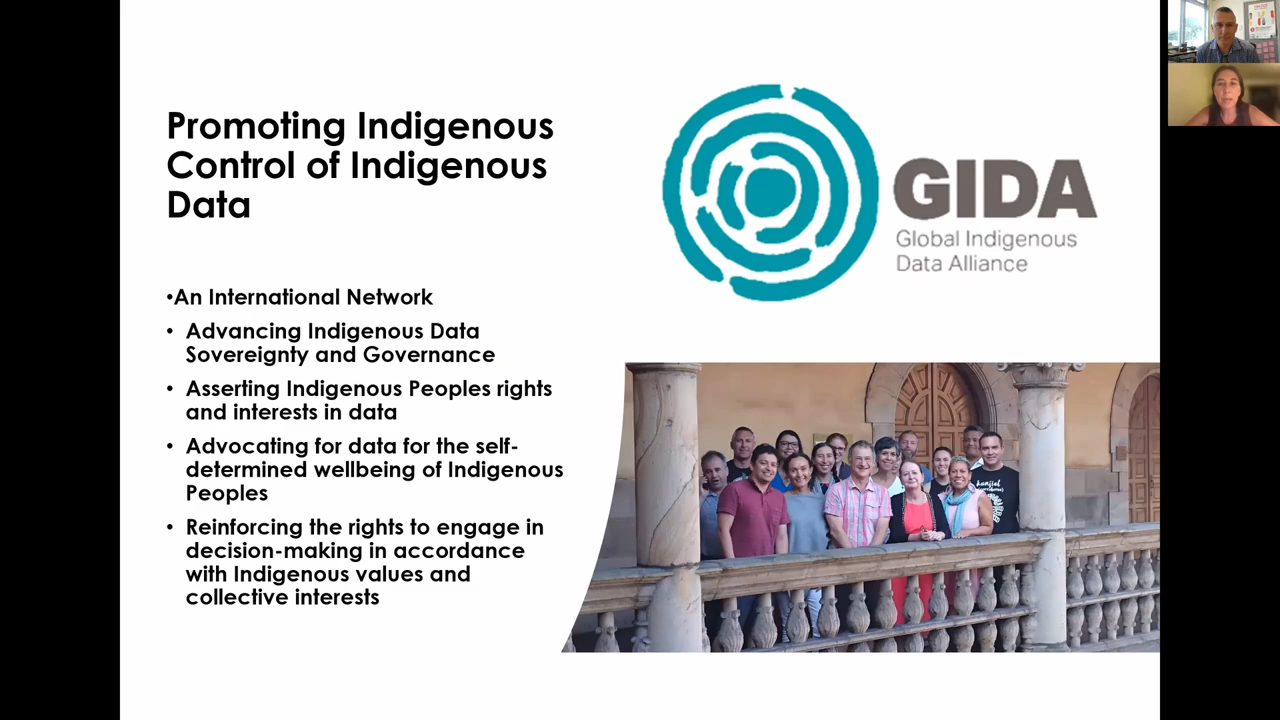 Promoting Indigenous
Control of Indigenous
Data
•An International Network
• Advancing Indigenous Data
Sovereignty and Governance
• Asserting Indigenous Peoples rights
and interests in data
• Advocating for data for the self-
determined wellbeing of Indigenous
Peoples
• Reinforcing the rights to engage in
decision-making in accordance
with Indigenous values and
collective interests
GIDA
Global Indigenous
Data Alliance